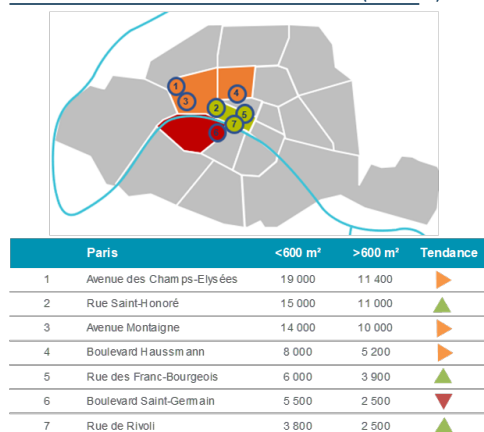 1
3
4
2
5
7
6
Paris <600 m² >600 m² Tendance
1 Avenue des Champs-Elysées 19 000 11 400
2 Rue Saint-Honoré 15 000 11 000
3 Avenue Montaigne 14 000 10 000
4 Boulevard Haussmann 8 000 5 200
5 Rue des Franc-Bourgeois 6 000 3 900
6 Boulevard Saint-Germain 5 500 2 500
7 Rue de Rivoli 3 800 2 500